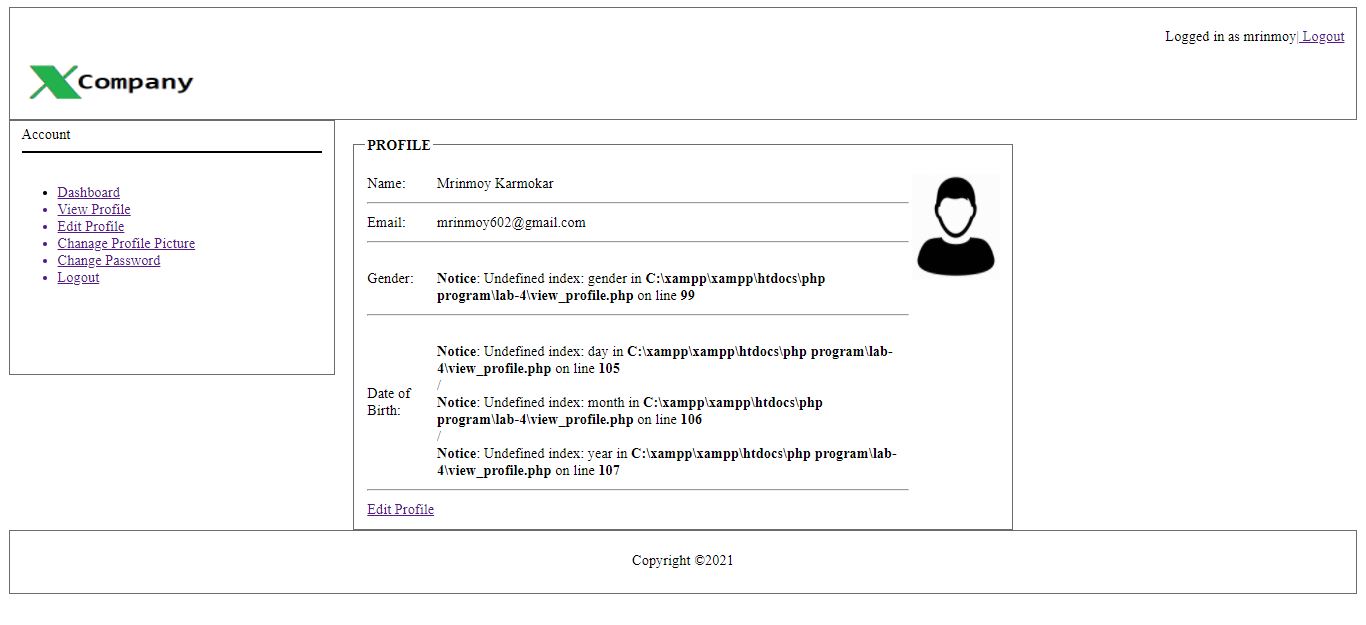 Logged in as mrinmoy| Logout
X Company
Account
Dashboard
View Profile
Edit Profile
Chanage Profile Picture
Change Password
Logout
PROFILE
Name: Mrinmoy Karmokar
Email: mrinmoy602@gmail.com
Gender: Notice: Undefined index: gender in C:\xampp\xampp\htdocs\php
program\lab-4\view_profile.php on line 99
Date of
Birth:
Notice: Undefined index: day in C:\xampp\xampp\htdocs\php program\lab-
4\view_profile.php on line 105
/
Notice: Undefined index: month in C:\xampp\xampp\htdocs\php
program\lab-4\view_profile.php on line 106
/
Notice: Undefined index: year in C:\xampp\xampp\htdocs\php program\lab-
4\view_profile.php on line 107
Edit Profile
Copyright ©2021